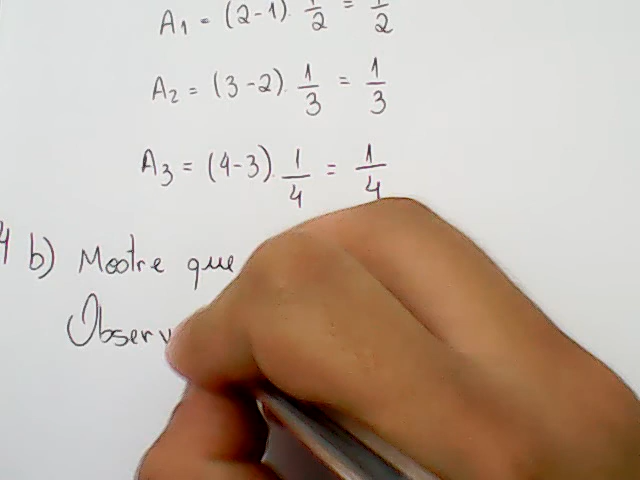 A1 = (2-1). 1/2 = 1/2
A2 = (3-2). 1/3 = 1/3
A3 = (4-3). 1/4 = 1/4
4 b) Mostre que
Observ